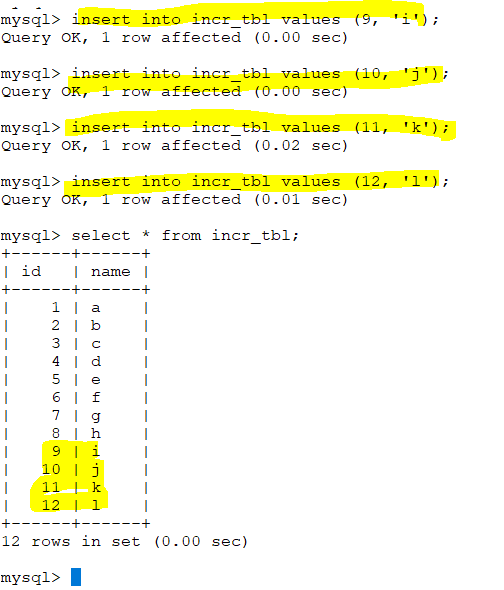 mysql> insert into incr_tbl values (9, 'i');
Query OK, 1 row affected (0.00 sec)
mysql> insert into incr_tbl values (10, 'j');
Query OK, 1 row affected (0.00 sec)
mysql> insert into incr_tbl values (11, 'k');
Query OK, 1 row affected (0.02 sec)
mysql> insert into incr_tbl values (12, 'l');
Query OK, 1 row affected (0.01 sec)
mysql> select * from incr_tbl;
+------+------+
| id   | name |
+------+------+
|    1 | a    |
|    2 | b    |
|    3 | c    |
|    4 | d    |
|    5 | e    |
|    6 | f    |
|    7 | g    |
|    8 | h    |
|    9 | i    |
|   10 | j    |
|   11 | k    |
|   12 | l    |
+------+------+
12 rows in set (0.00 sec)
mysql>